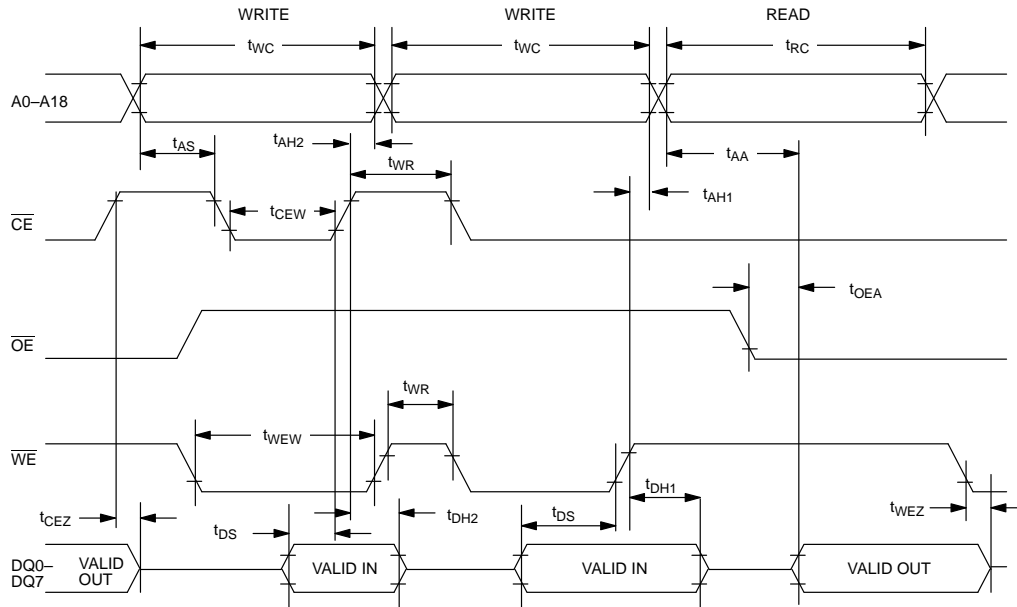 WRITE WRITE READ
tWC tWC tRC
A0–A18
tAS tAH2 tWR tAA
tAH1
CE tCEW
tOEA
OE
tWR
WE tWEW
tCEZ tDS tDH2 tDS tDH1 tWEZ
DQ0–
DQ7
VALID
OUT
VALID IN VALID IN VALID OUT